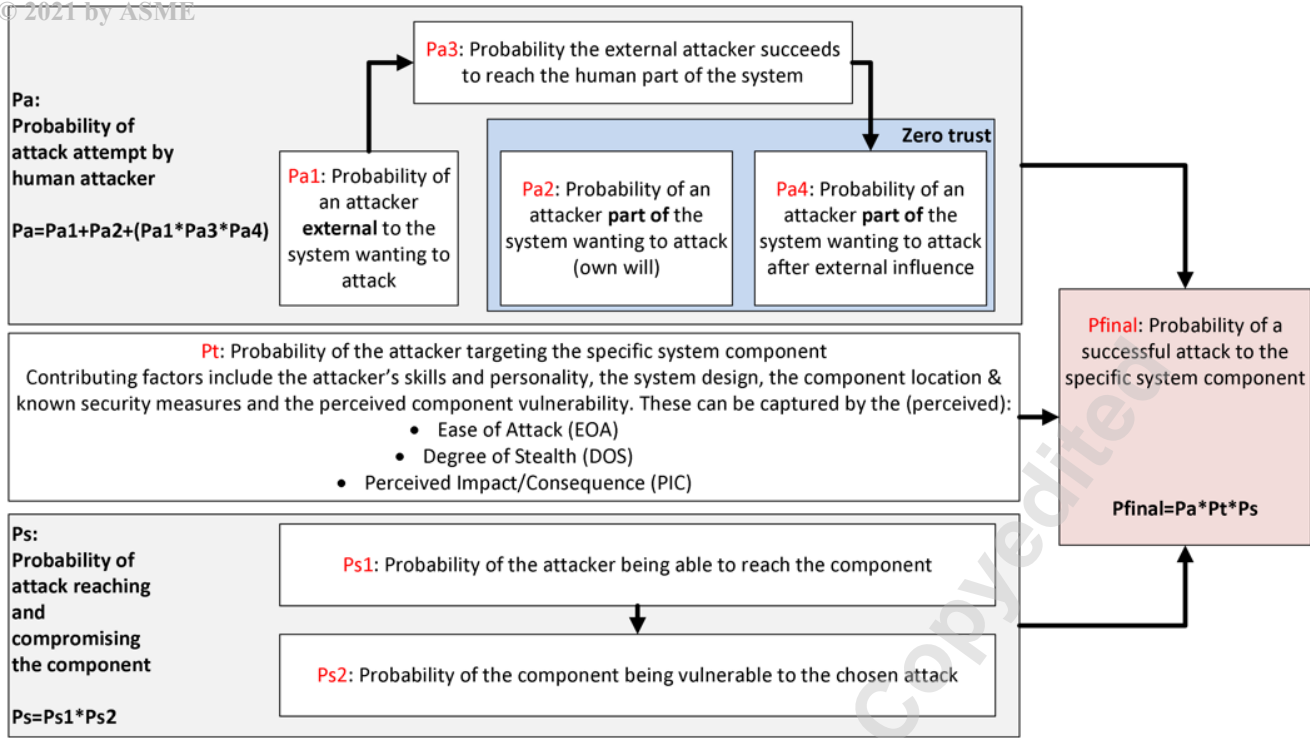 © 2021 by ASME
Pa3: Probability the external attacker succeeds
to reach the human part of the system
Pa:
Probability of
attack attempt by
human attacker
Pa=Pa1+Pa2+(Pa1*Pa3*Pa4)
Pa1: Probability of
an attacker
external to the
system wanting to
attack
Zero trust
Pa2: Probability of an
attacker part of the
system wanting to attack
(own will)
Pa4: Probability of an
attacker part of the
system wanting to attack
after external influence
Pt: Probability of the attacker targeting the specific system component
Contributing factors include the attacker's skills and personality, the system design, the component location &
known security measures and the perceived component vulnerability. These can be captured by the (perceived):
• Ease of Attack (EOA)
• Degree of Stealth (DOS)
• Perceived Impact/Consequence (PIC)
Ps:
Probability of
attack reaching
and
compromising
the component
Ps=Ps1*Ps2
Ps1: Probability of the attacker being able to reach the component
Ps2: Probability of the component being vulnerable to the chosen attack
Pfinal: Probability of a
successful attack to the
specific system component
Pfinal=Pa*Pt*Ps
Copyedited